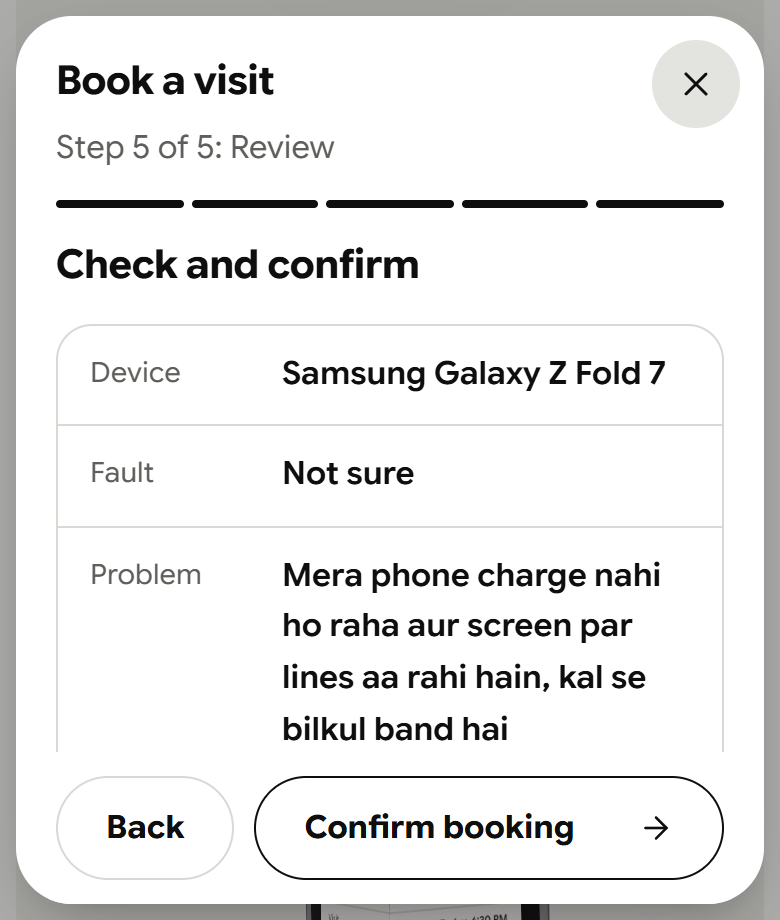 Book a visit
Step 5 of 5: Review
Check and confirm
Device
Samsung Galaxy Z Fold 7
Fault
Not sure
Problem
Mera phone charge nahi
ho raha aur screen par
lines aa rahi hain, kal se
bilkul band hai
Back
Confirm booking